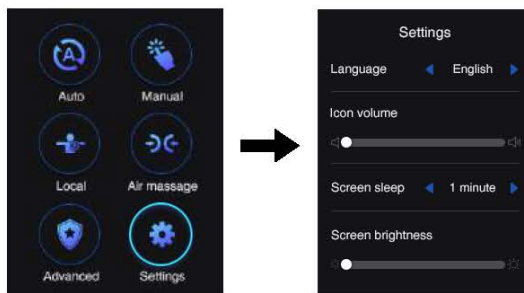 Auto Manual
Local Air massage
Advanced Settings
Settings
Language English
Icon volume
Screen sleep 1 minute
Screen brightness